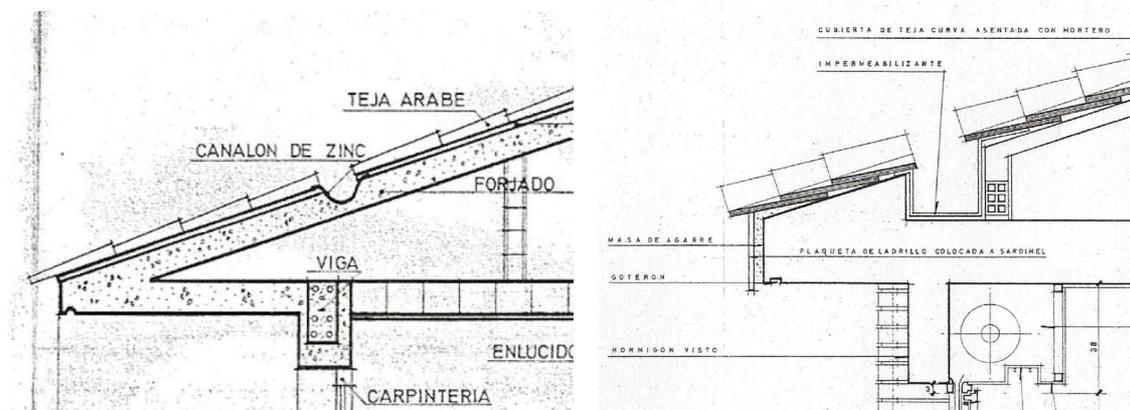 TEJA ARABE
CANALON DE ZINC
FORJADO
VIGA
ENLUCIDO
CARPINTERIA
CUBIERTA DE TEJA CURVA ASENTADA CON MORTERO
IMPERMEABILIZANTE
MASA DE AGARRE
PLAQUETA DE LADRILLO COLOCADA A SARDINEL
GOTERON
HORMIGON VISTO
38
3